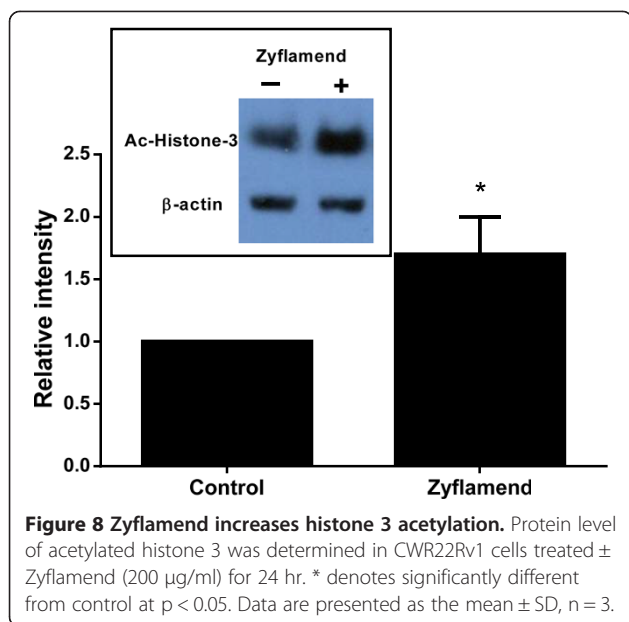 Zyflamend
− +
Ac-Histone-3
β-actin
2.5
2.0
1.5
1.0
0.5
0.0
Relative intensity
*
Control Zyflamend
Figure 8 Zyflamend increases histone 3 acetylation. Protein level
of acetylated histone 3 was determined in CWR22Rv1 cells treated ±
Zyflamend (200 μg/ml) for 24 hr. * denotes significantly different
from control at p < 0.05. Data are presented as the mean ± SD, n = 3.